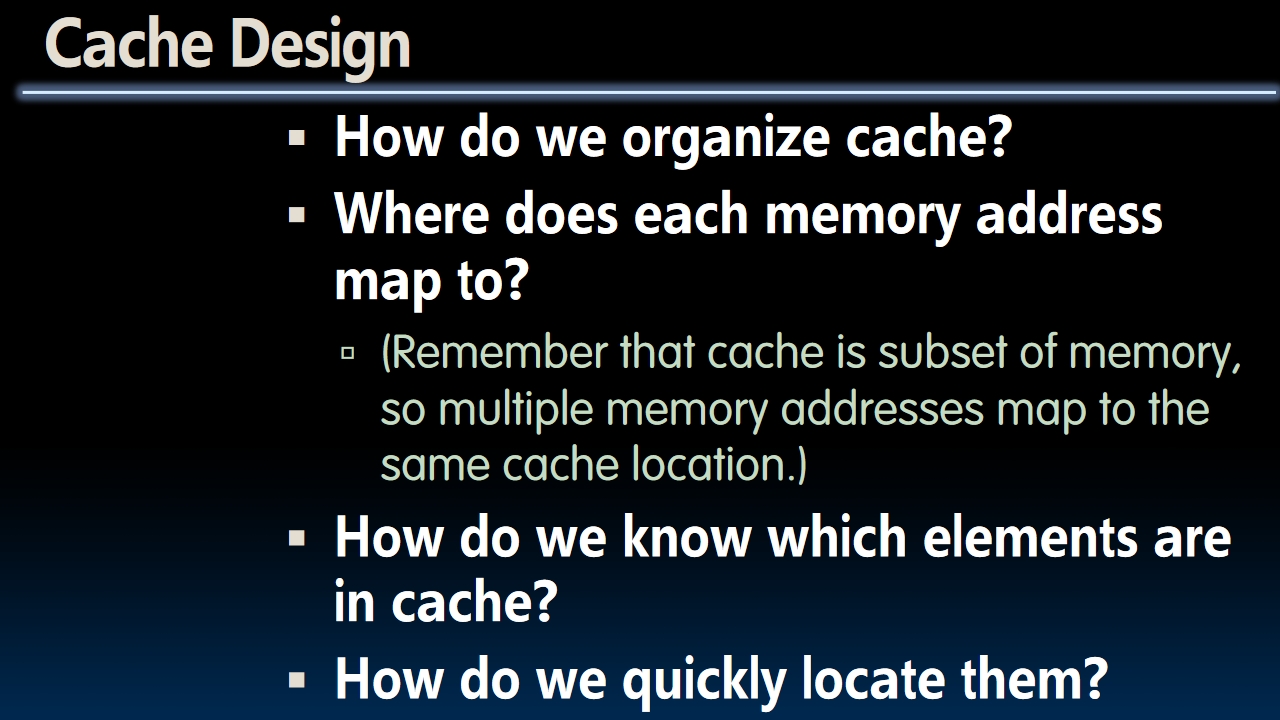 Cache Design
How do we organize cache?
Where does each memory address
map to?
(Remember that cache is subset of memory,
so multiple memory addresses map to the
same cache location.)
How do we know which elements are
in cache?
How do we quickly locate them?